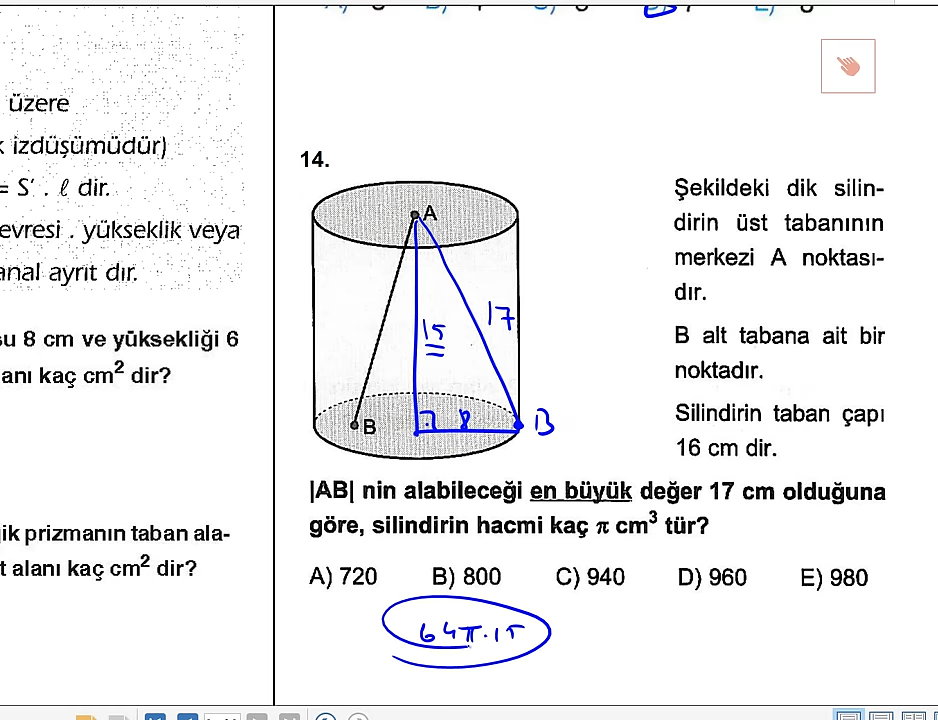 üzere
k izdüşümüdür)
= S′ . ℓ dir.
evresi . yükseklik veya
anal ayrıt dır.
su 8 cm ve yüksekliği 6
anı kaç cm² dir?
ik prizmanın taban ala-
t alanı kaç cm² dir?
14.
A
15
17
8
B
B
Şekildeki dik silin-
dirin üst tabanının
merkezi A noktası-
dır.
B alt tabana ait bir
noktadır.
Silindirin taban çapı
16 cm dir.
|AB| nin alabileceği en büyük değer 17 cm olduğuna
göre, silindirin hacmi kaç π cm³ tür?
A) 720 B) 800 C) 940 D) 960 E) 980
64π.15